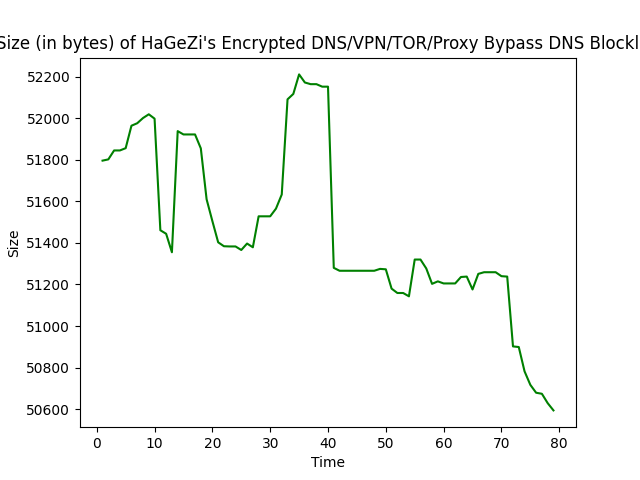 Size (in bytes) of HaGeZi's Encrypted DNS/VPN/TOR/Proxy Bypass DNS Blockl
52200
52000
51800
51600
51400
51200
51000
50800
50600
Size
0 10 20 30 40 50 60 70 80
Time